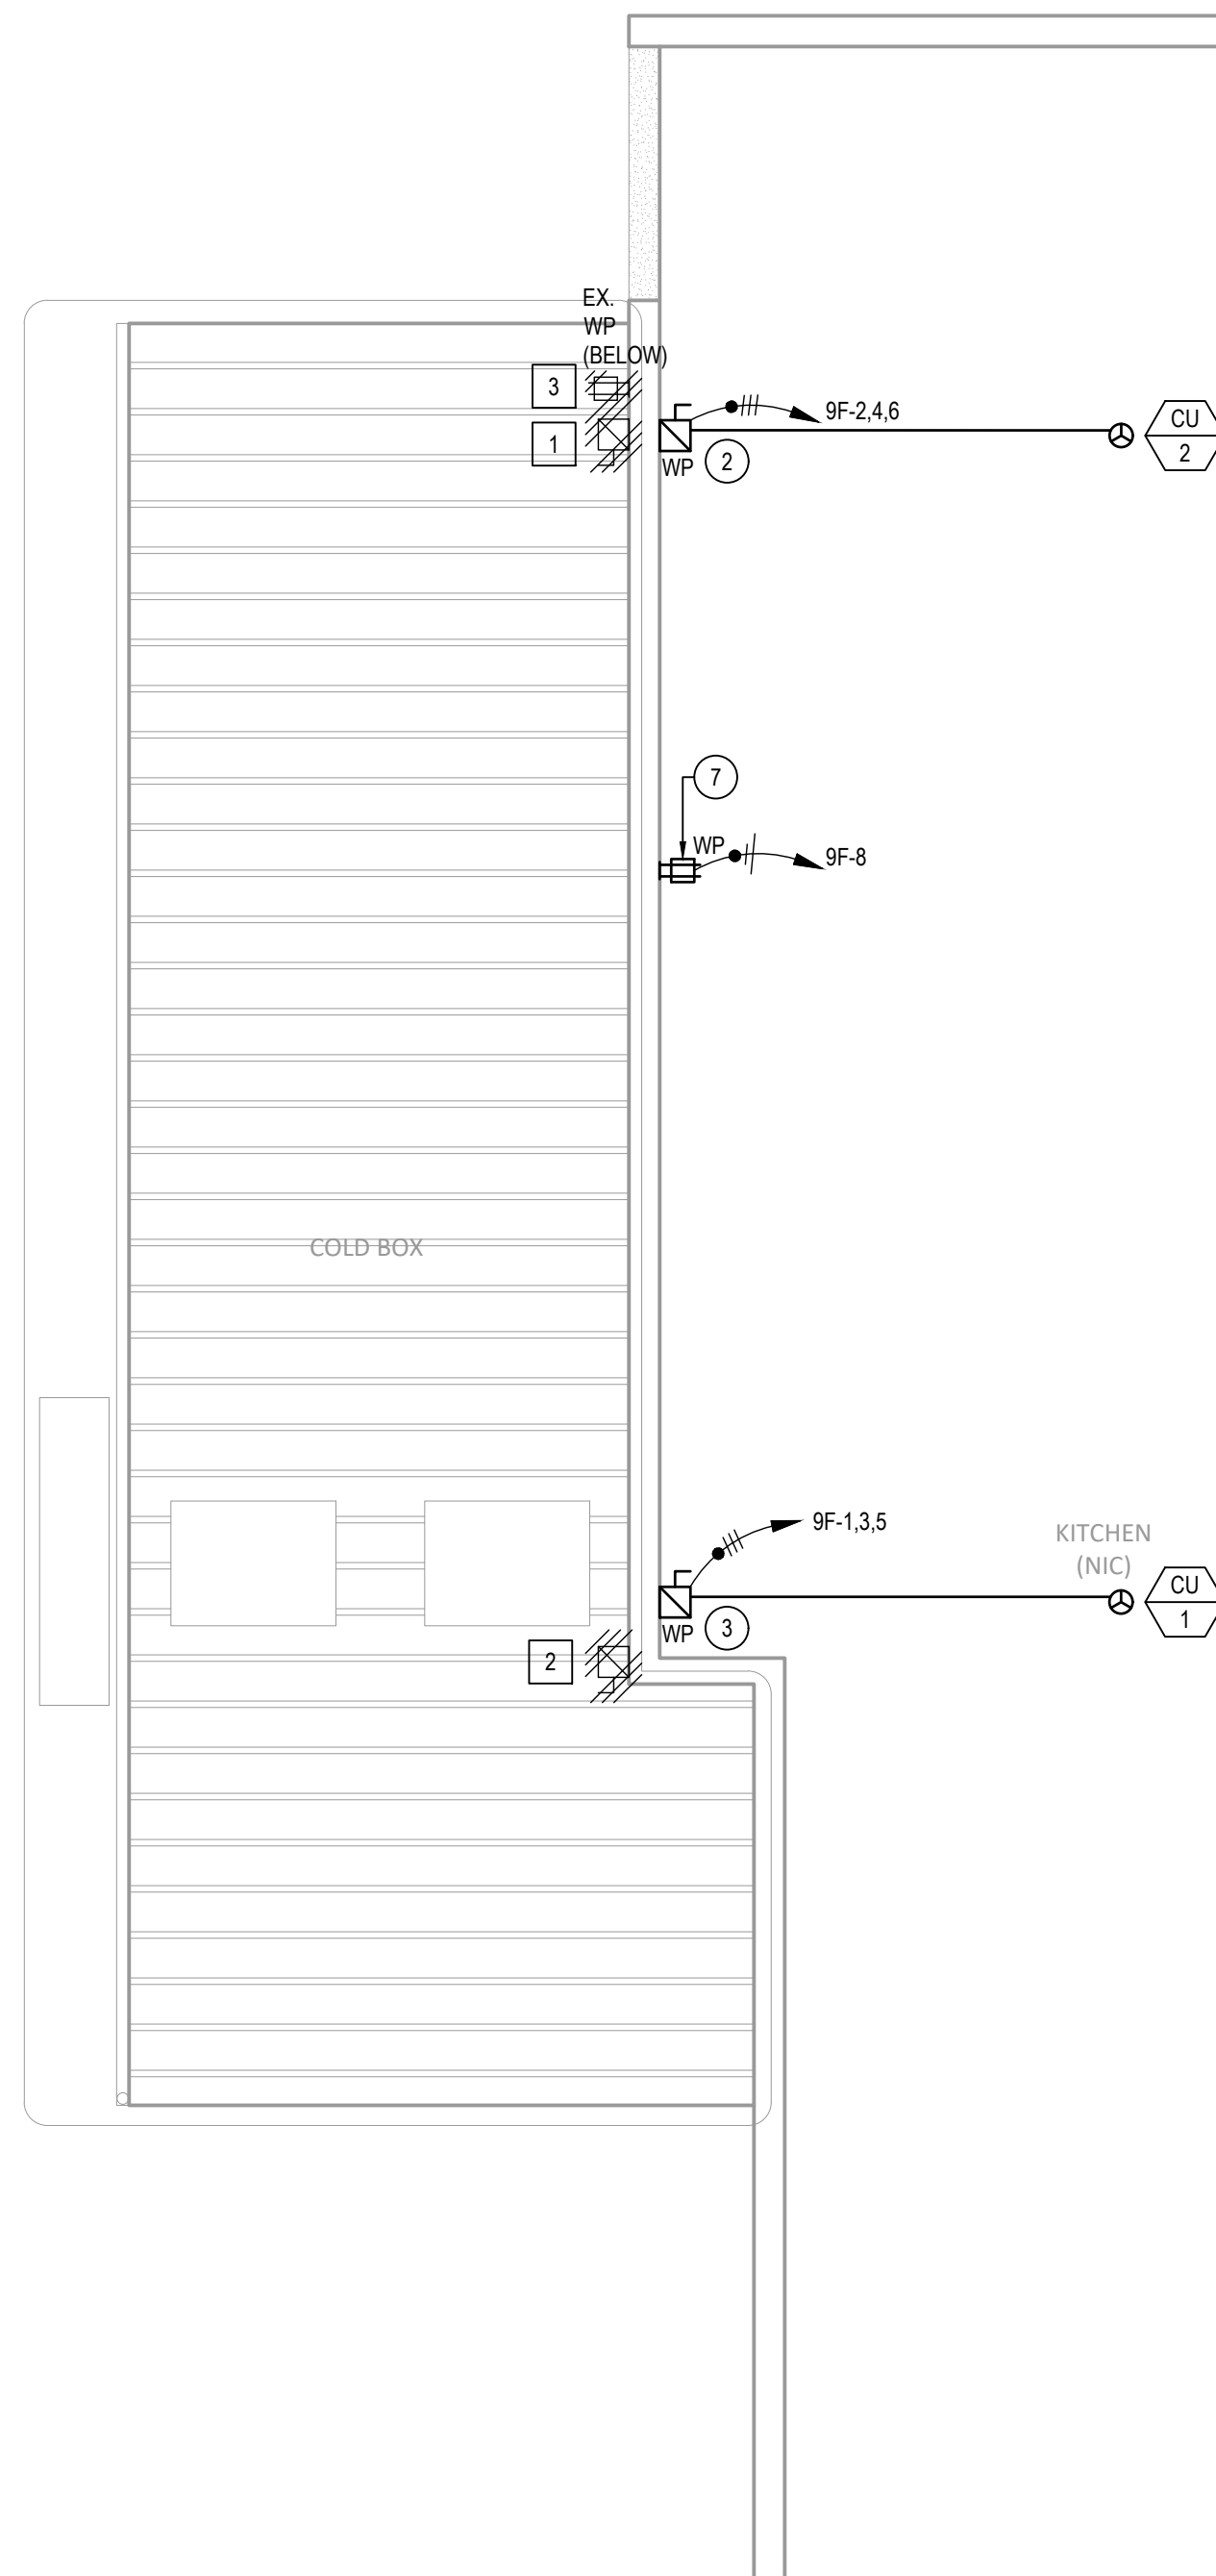 EX.
WP
(BELOW)
3
1
9F-2,4,6
WP
2
CU
2
7
WP
9F-8
COLD BOX
9F-1,3,5
KITCHEN
(NIC)
CU
1
WP
3
2